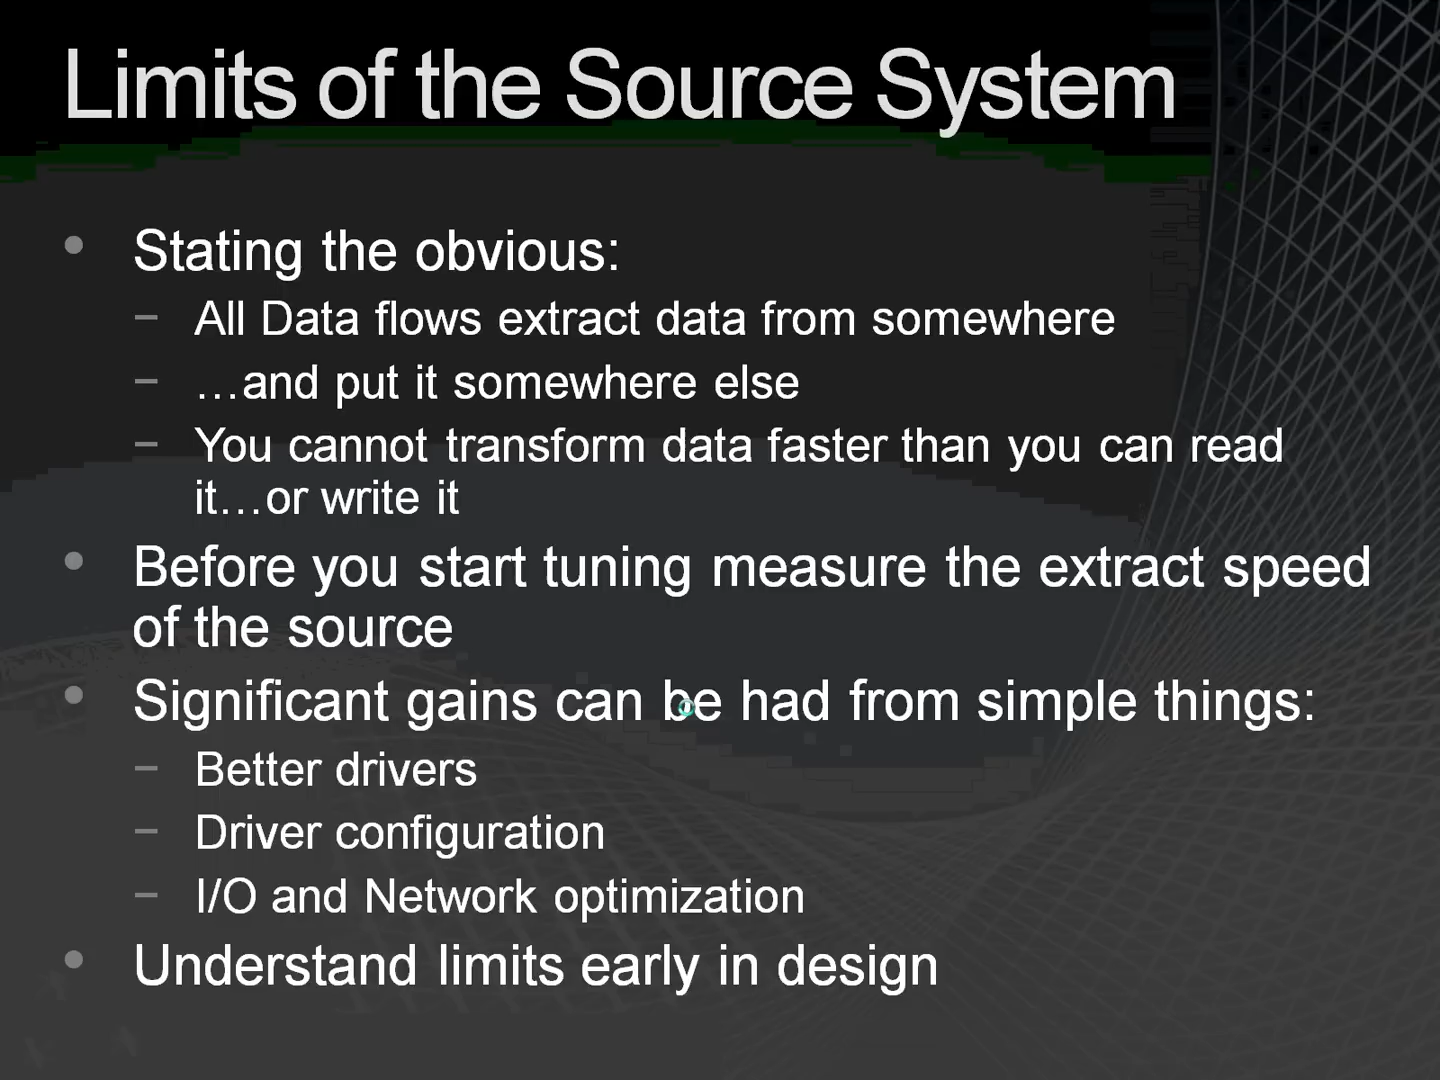 Limits of the Source System
• Stating the obvious:
– All Data flows extract data from somewhere
– …and put it somewhere else
– You cannot transform data faster than you can read
it…or write it
• Before you start tuning measure the extract speed
of the source
• Significant gains can be had from simple things:
– Better drivers
– Driver configuration
– I/O and Network optimization
• Understand limits early in design